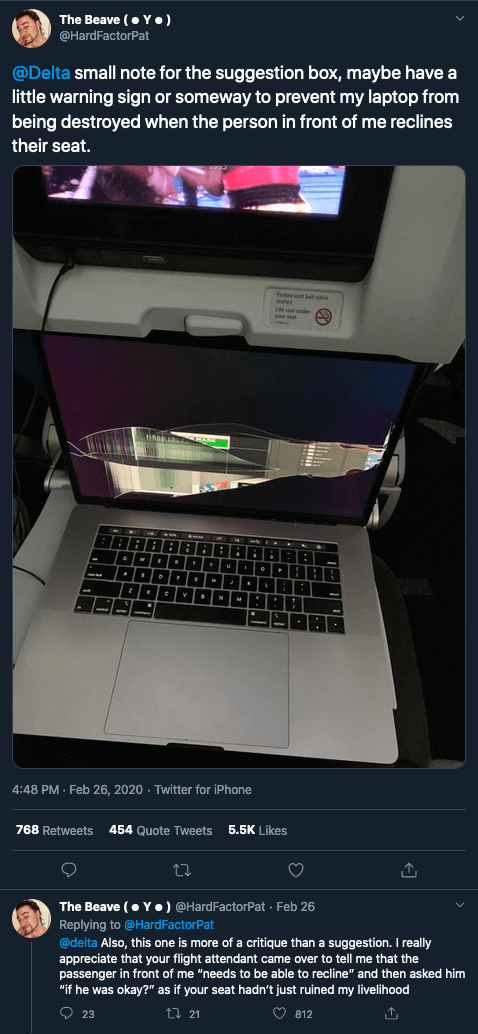 The Beave ( ● Y ● )
@HardFactorPat
@Delta small note for the suggestion box, maybe have a
little warning sign or someway to prevent my laptop from
being destroyed when the person in front of me reclines
their seat.
Fasten seat belt while
seated
Life vest under
your seat
MASK
4:48 PM · Feb 26, 2020 · Twitter for iPhone
768 Retweets 454 Quote Tweets 5.5K Likes
The Beave ( ● Y ● ) @HardFactorPat · Feb 26
Replying to @HardFactorPat
@delta Also, this one is more of a critique than a suggestion. I really
appreciate that your flight attendant came over to tell me that the
passenger in front of me “needs to be able to recline” and then asked him
“if he was okay?” as if your seat hadn’t just ruined my livelihood
23 21 812